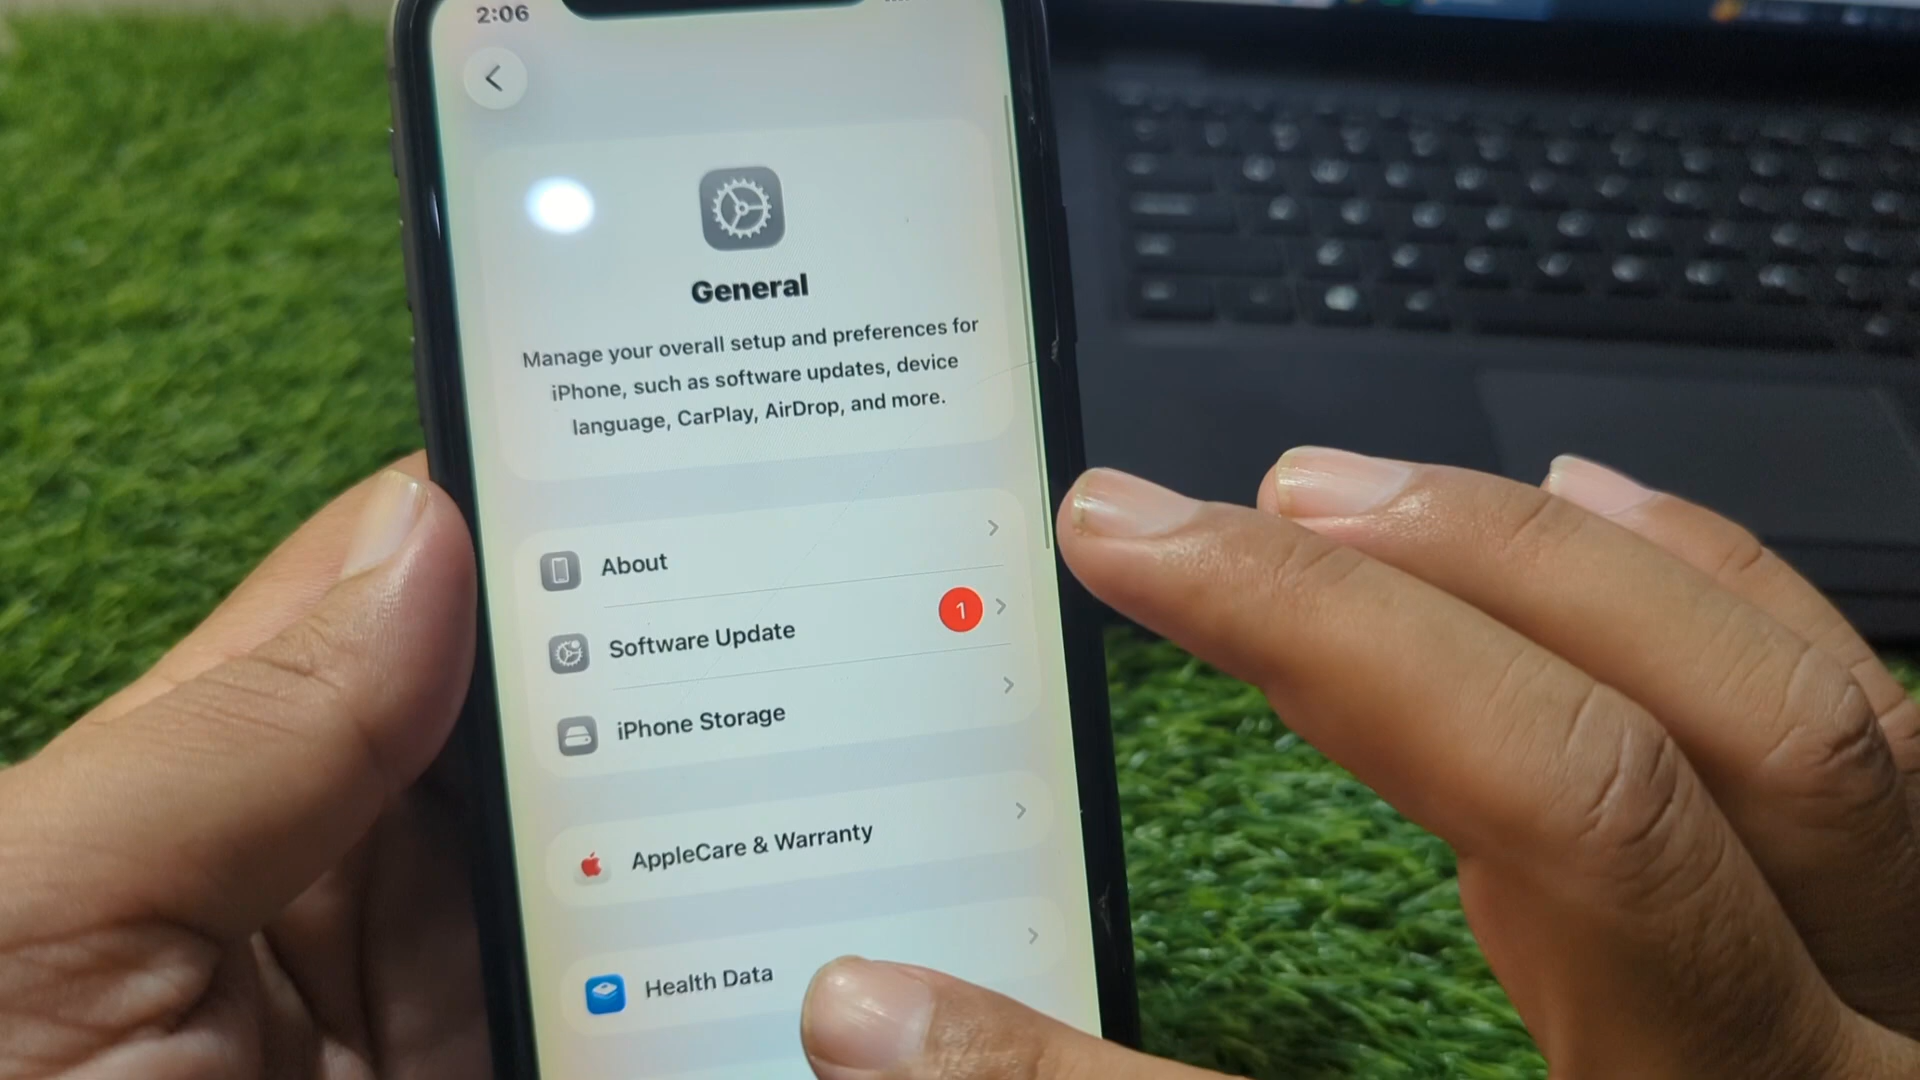 2:06
General
Manage your overall setup and preferences for
iPhone, such as software updates, device
language, CarPlay, AirDrop, and more.
About
Software Update
1
iPhone Storage
AppleCare & Warranty
Health Data